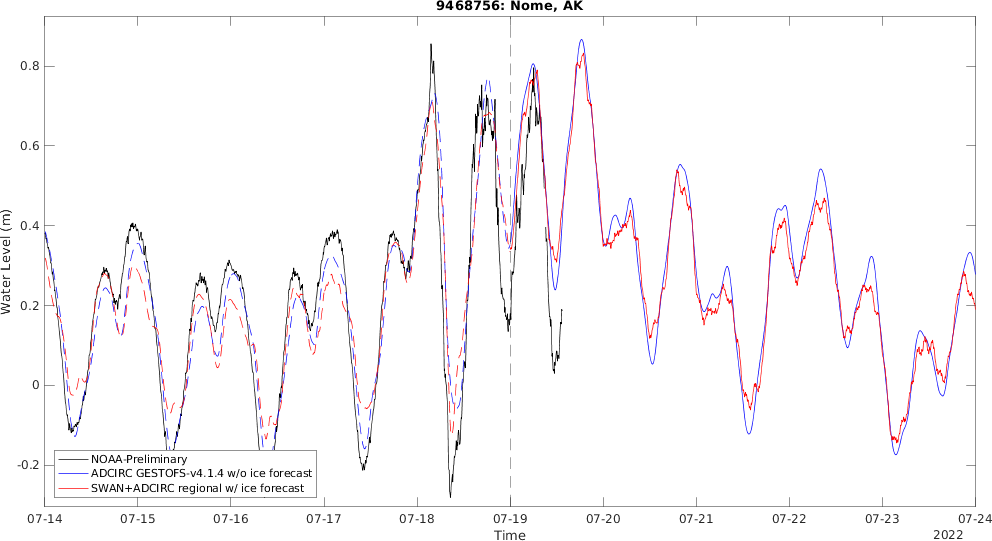 9468756: Nome, AK
0.8
0.6
0.4
0.2
0
-0.2
Water Level (m)
NOAA-Preliminary
ADCIRC GESTOFS-v4.1.4 w/o ice forecast
SWAN+ADCIRC regional w/ ice forecast
07-14 07-15 07-16 07-17 07-18 07-19 07-20 07-21 07-22 07-23 07-24
Time
2022